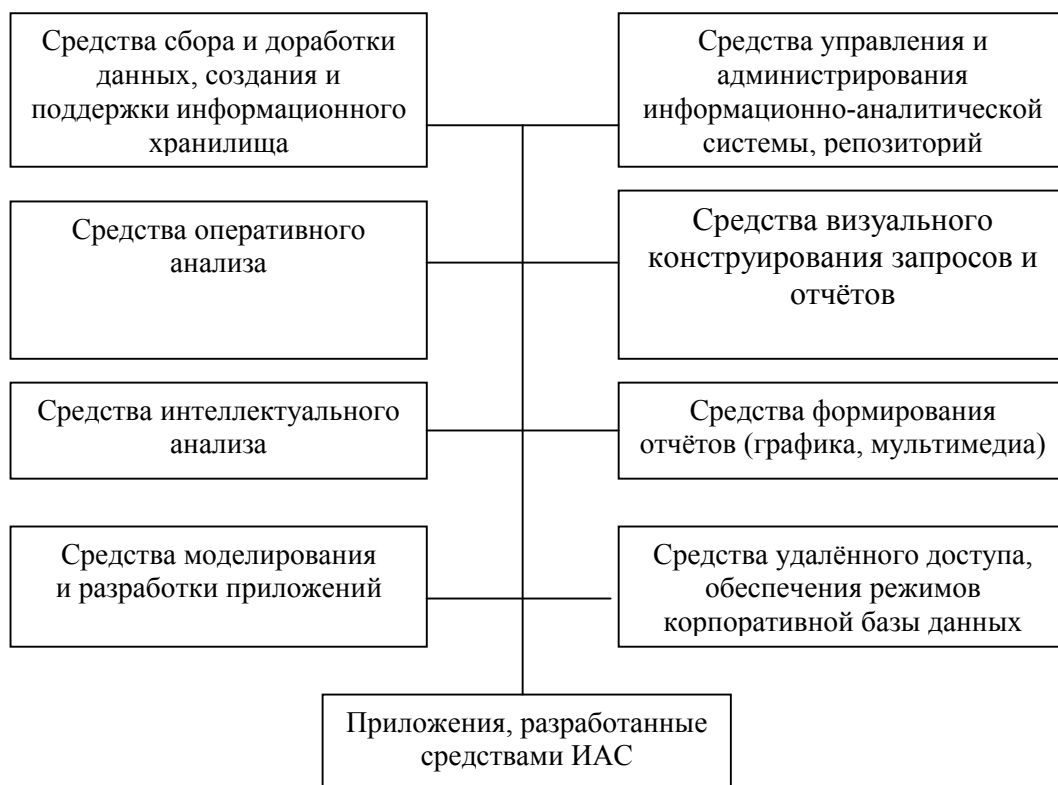 Средства сбора и доработки
данных, создания и
поддержки информационного
хранилища
Средства управления и
администрирования
информационно-аналитической
системы, репозиторий
Средства оперативного
анализа
Средства визуального
конструирования запросов и
отчётов
Средства интеллектуального
анализа
Средства формирования
отчётов (графика, мультимедиа)
Средства моделирования
и разработки приложений
Средства удалённого доступа,
обеспечения режимов
корпоративной базы данных
Приложения, разработанные
средствами ИАС